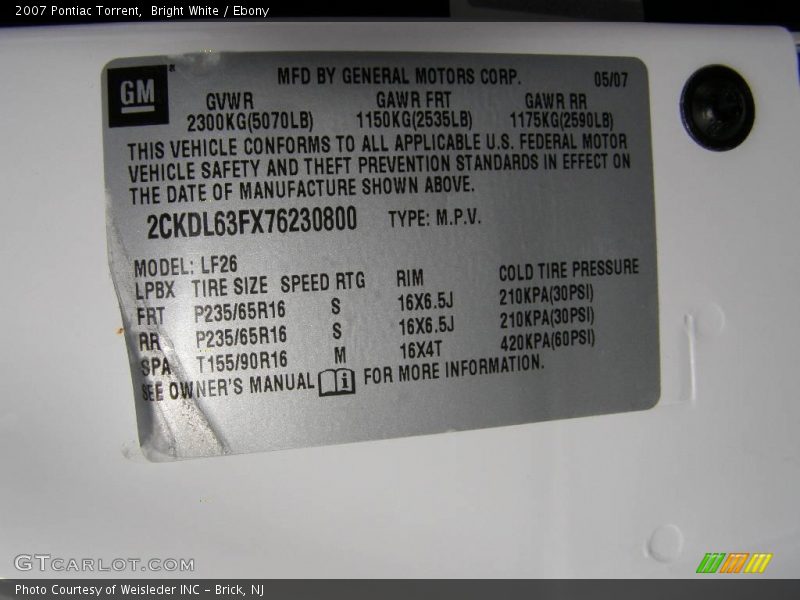 2007 Pontiac Torrent,  Bright White / Ebony
GM
MFD BY GENERAL MOTORS CORP. 05/07
GVWR GAWR FRT GAWR RR
2300KG(5070LB) 1150KG(2535LB) 1175KG(2590LB)
THIS VEHICLE CONFORMS TO ALL APPLICABLE U.S. FEDERAL MOTOR
VEHICLE SAFETY AND THEFT PREVENTION STANDARDS IN EFFECT ON
THE DATE OF MANUFACTURE SHOWN ABOVE.
2CKDL63FX76230800 TYPE: M.P.V.
MODEL: LF26
LPBX TIRE SIZE SPEED RTG RIM COLD TIRE PRESSURE
FRT P235/65R16 S 16X6.5J 210KPA(30PSI)
RR P235/65R16 S 16X6.5J 210KPA(30PSI)
SPA T155/90R16 M 16X4T 420KPA(60PSI)
SEE OWNER'S MANUAL FOR MORE INFORMATION.
GTCARLOT.COM
Photo Courtesy of Weisleder INC - Brick, NJ